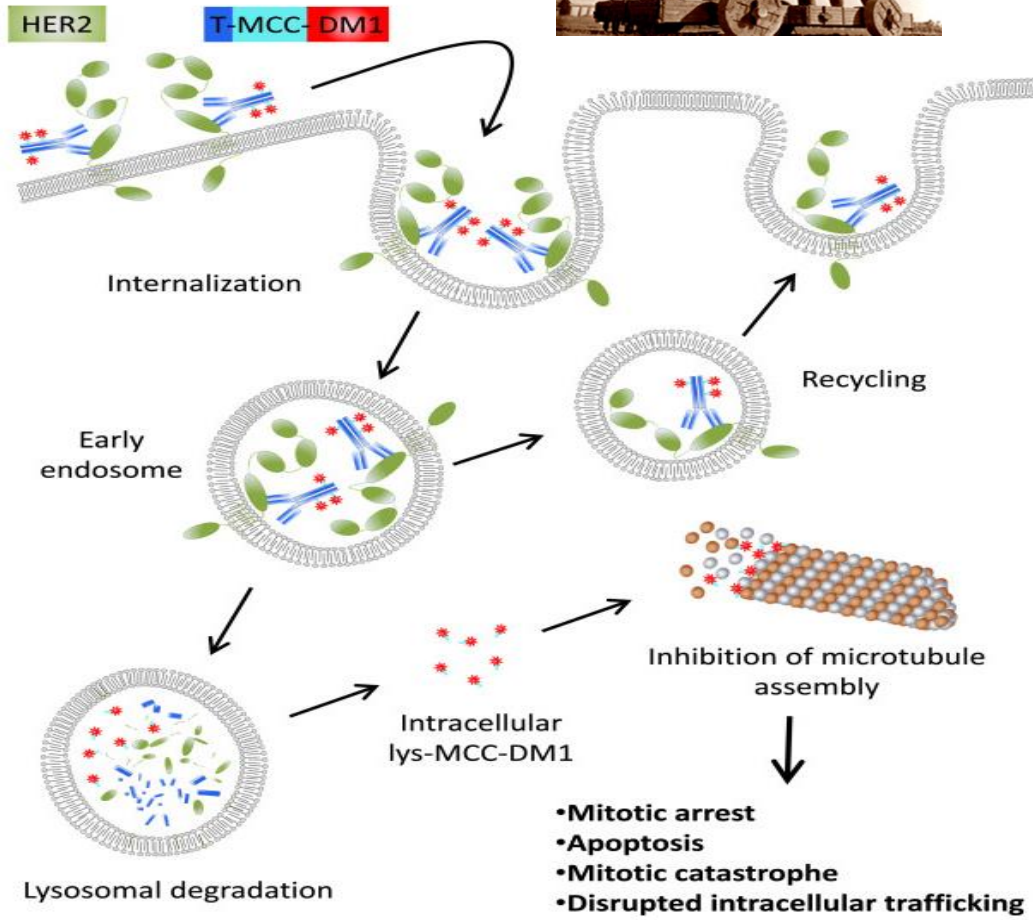 HER2
T-MCC-DM1
Internalization
Early
endosome
Recycling
Intracellular
lys-MCC-DM1
Inhibition of microtubule
assembly
Lysosomal degradation
•Mitotic arrest
•Apoptosis
•Mitotic catastrophe
•Disrupted intracellular trafficking